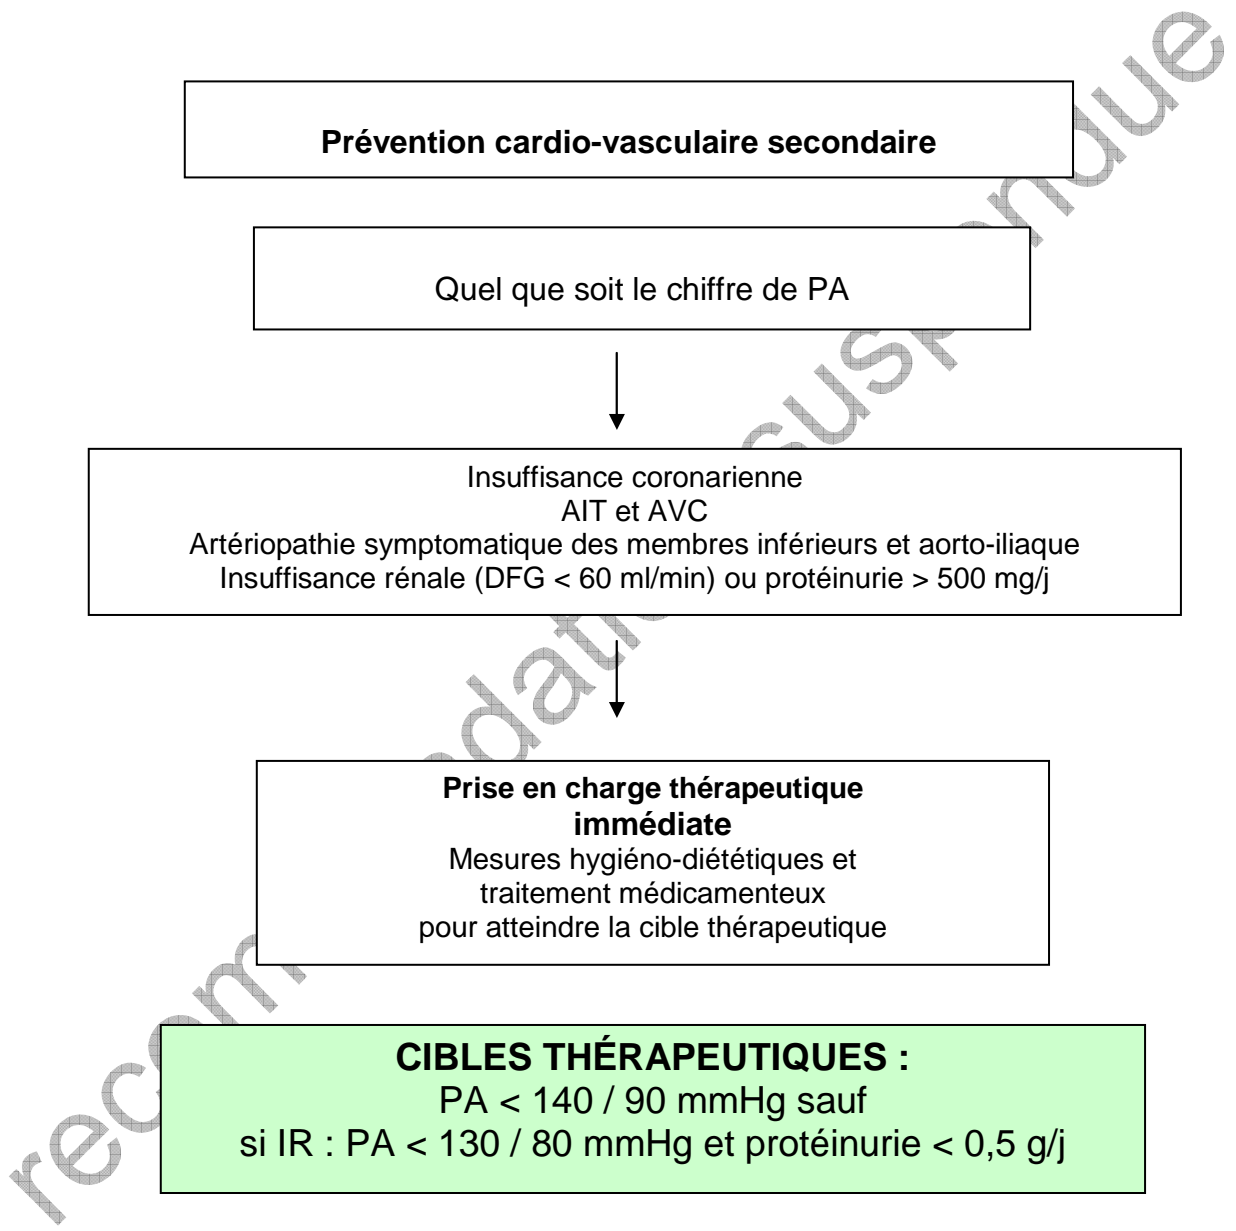 Prévention cardio-vasculaire secondaire
Quel que soit le chiffre de PA
Insuffisance coronarienne
AIT et AVC
Artériopathie symptomatique des membres inférieurs et aorto-iliaque
Insuffisance rénale (DFG < 60 ml/min) ou protéinurie > 500 mg/j
Prise en charge thérapeutique
immédiate
Mesures hygiéno-diététiques et
traitement médicamenteux
pour atteindre la cible thérapeutique
CIBLES THÉRAPEUTIQUES :
PA < 140 / 90 mmHg sauf
si IR : PA < 130 / 80 mmHg et protéinurie < 0,5 g/j